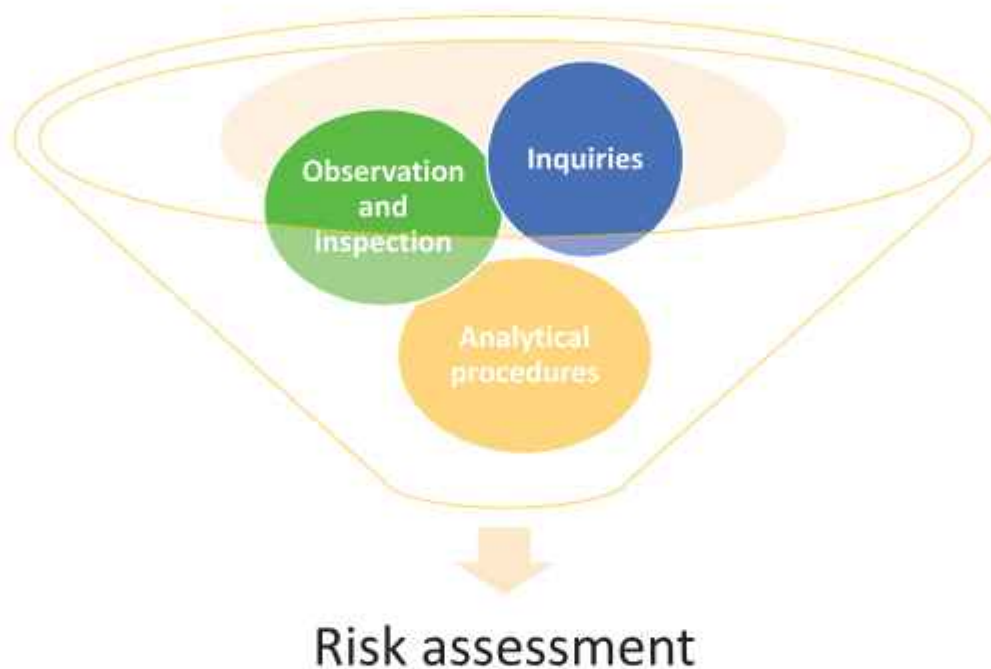 Observation
and
inspection
Inquiries
Analytical
procedures
Risk assessment